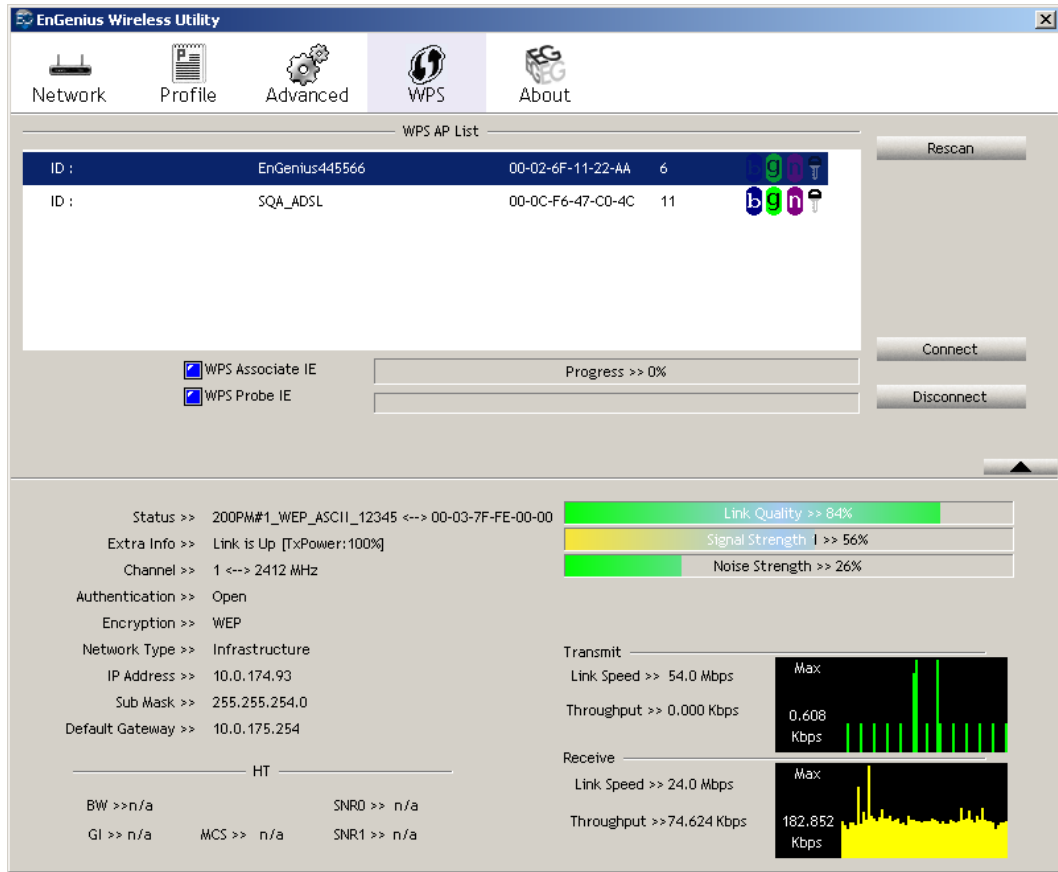 EnGenius Wireless Utility
Network Profile Advanced WPS About
WPS AP List
Rescan
ID : EnGenius445566 00-02-6F-11-22-AA 6 b g n
ID : SQA_ADSL 00-0C-F6-47-C0-4C 11 b g n
Connect
WPS Associate IE Progress >> 0%
WPS Probe IE
Disconnect
Status >> 200PM#1_WEP_ASCII_12345 <--> 00-03-7F-FE-00-00
Extra Info >> Link is Up [TxPower:100%]
Channel >> 1 <--> 2412 MHz
Authentication >> Open
Encryption >> WEP
Network Type >> Infrastructure
IP Address >> 10.0.174.93
Sub Mask >> 255.255.254.0
Default Gateway >> 10.0.175.254
HT
BW >>n/a SNR0 >> n/a
GI >> n/a MCS >> n/a SNR1 >> n/a
Link Quality >> 84%
Signal Strength 1 >> 56%
Noise Strength >> 26%
Transmit
Link Speed >> 54.0 Mbps
Throughput >> 0.000 Kbps
Max
0.608
Kbps
Receive
Link Speed >> 24.0 Mbps
Throughput >>74.624 Kbps
Max
182.852
Kbps